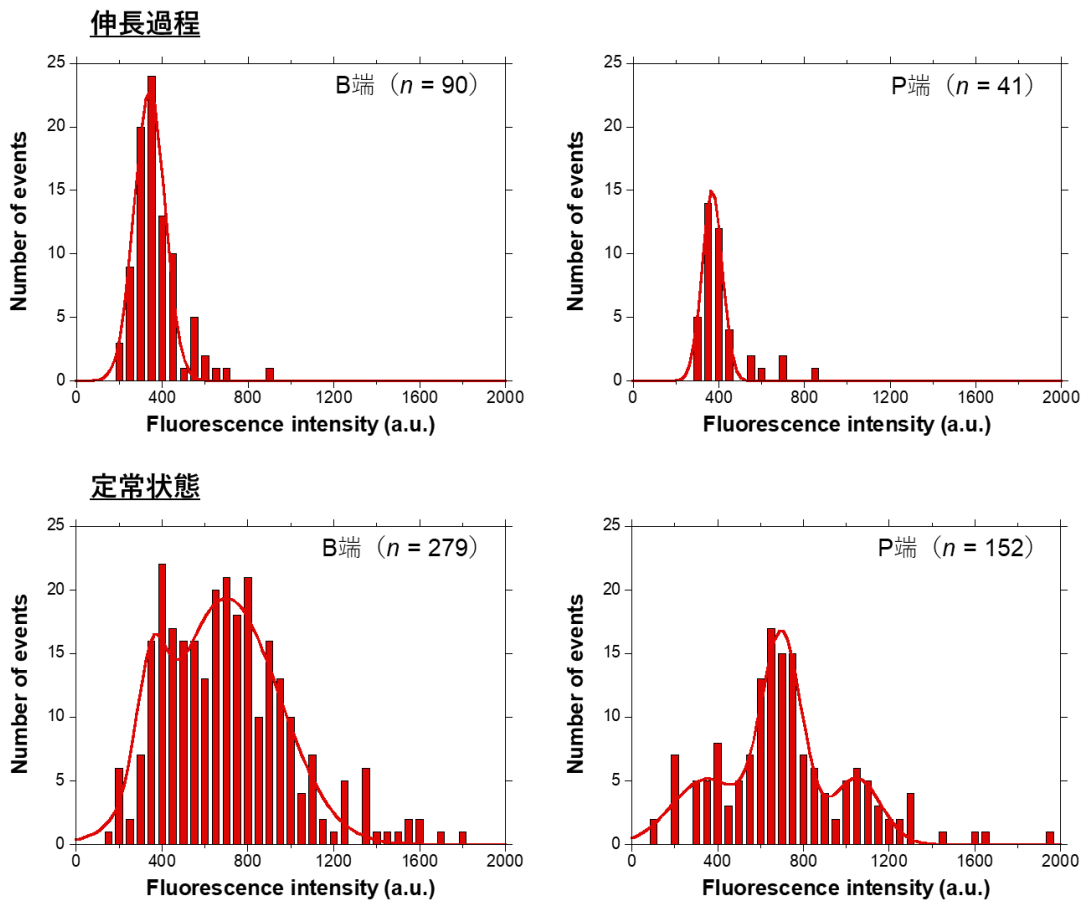 伸長過程
B端（n = 90）
25
20
15
10
5
0
0 400 800 1200 1600 2000
Number of events
Fluorescence intensity (a.u.)
P端（n = 41）
25
20
15
10
5
0
0 400 800 1200 1600 2000
Number of events
Fluorescence intensity (a.u.)
定常状態
B端（n = 279）
25
20
15
10
5
0
0 400 800 1200 1600 2000
Number of events
Fluorescence intensity (a.u.)
P端（n = 152）
25
20
15
10
5
0
0 400 800 1200 1600 2000
Number of events
Fluorescence intensity (a.u.)